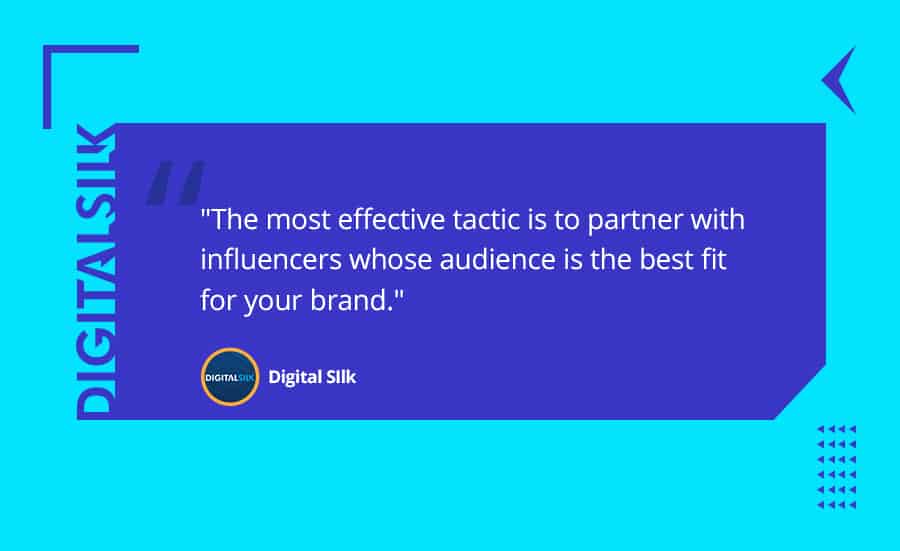 DIGITALSILK
"The most effective tactic is to partner with
influencers whose audience is the best fit
for your brand."
DIGITALSILK
Digital SIlk